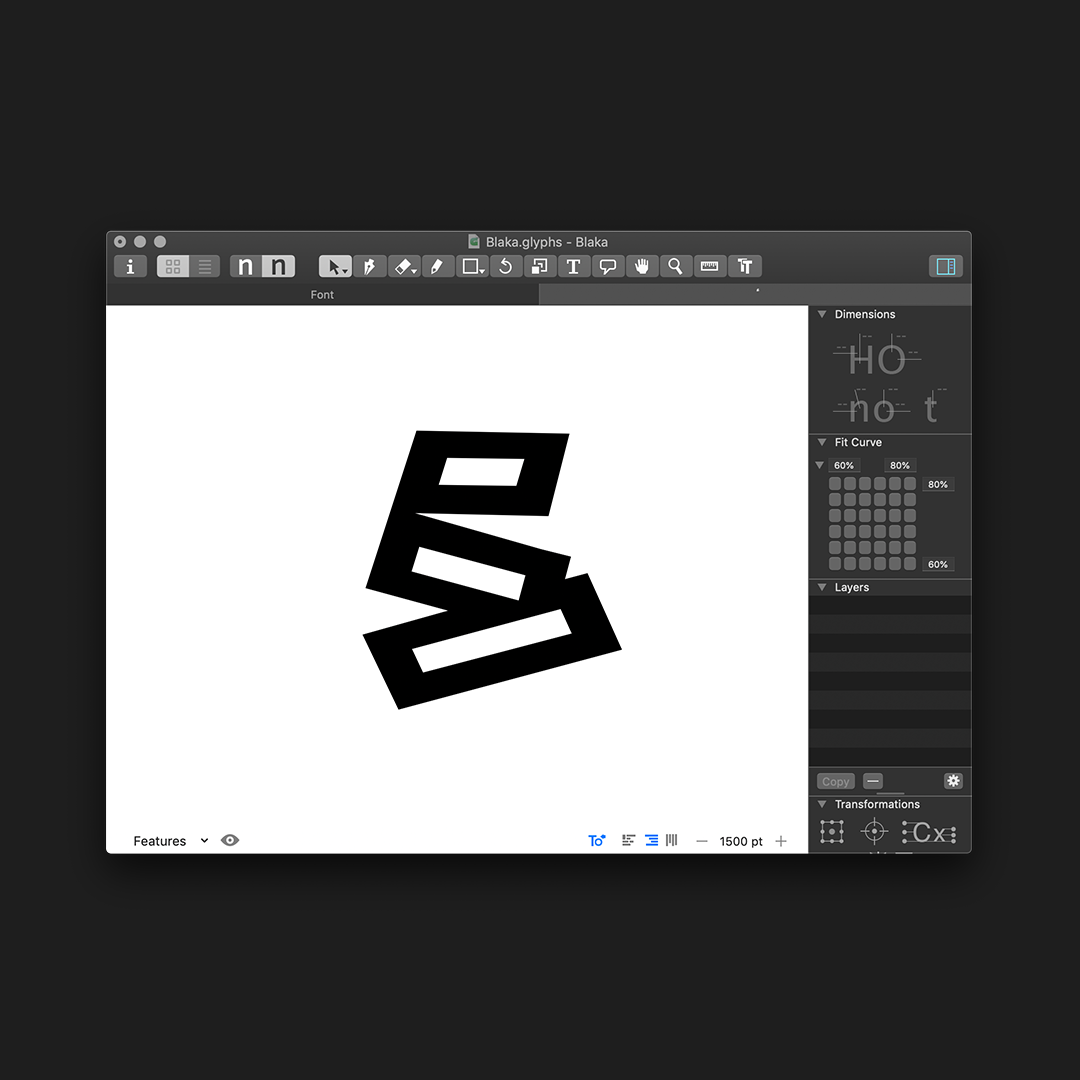 Blaka.glyphs - Blaka
i n n T TT
Font
Dimensions
HO
no t
Fit Curve
60% 80%
80%
60%
Layers
Copy
Transformations
Cx
Features To 1500 pt